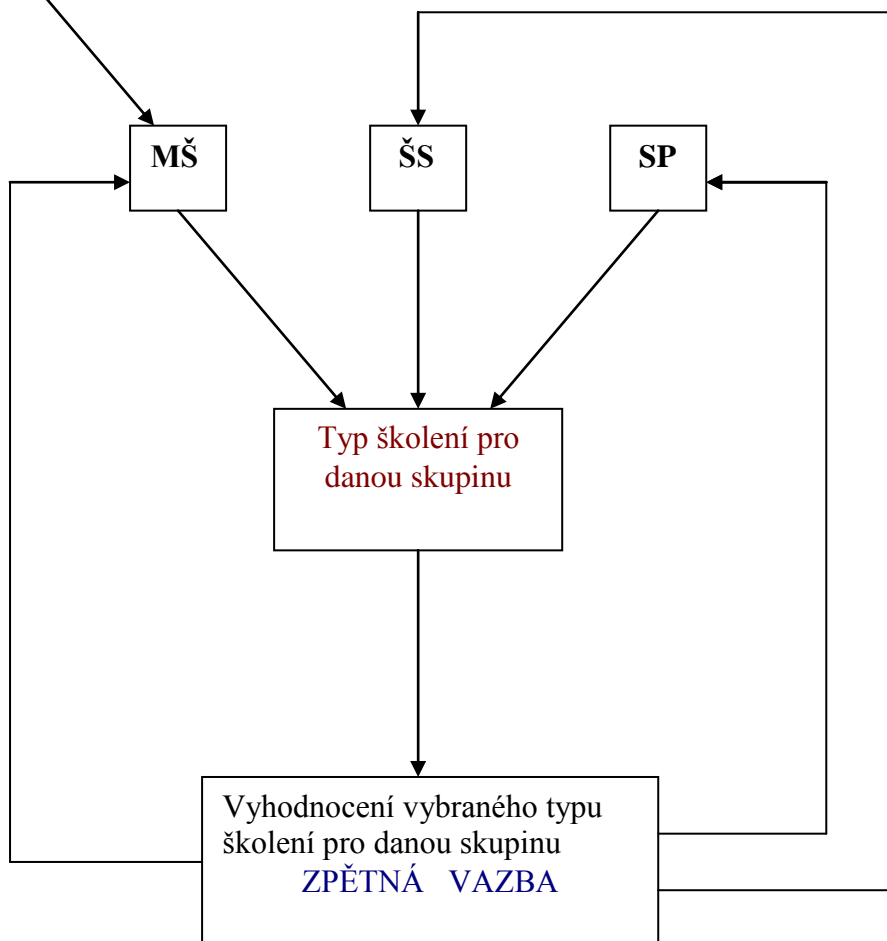 MŠ
ŠS
SP
Typ školení pro
danou skupinu
Vyhodnocení vybraného typu
školení pro danou skupinu
ZPĚTNÁ VAZBA